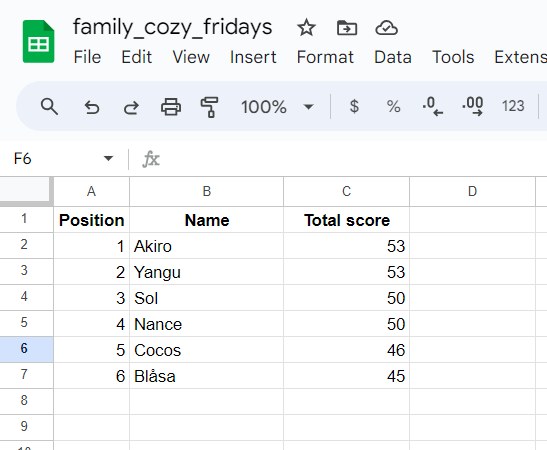 family_cozy_fridays
File Edit View Insert Format Data Tools Extens
100% $ % .0 .00 123
F6 fx
A B C D
1 Position Name Total score
2 1 Akiro 53
3 2 Yangu 53
4 3 Sol 50
5 4 Nance 50
6 5 Cocos 46
7 6 Blåsa 45
8
9